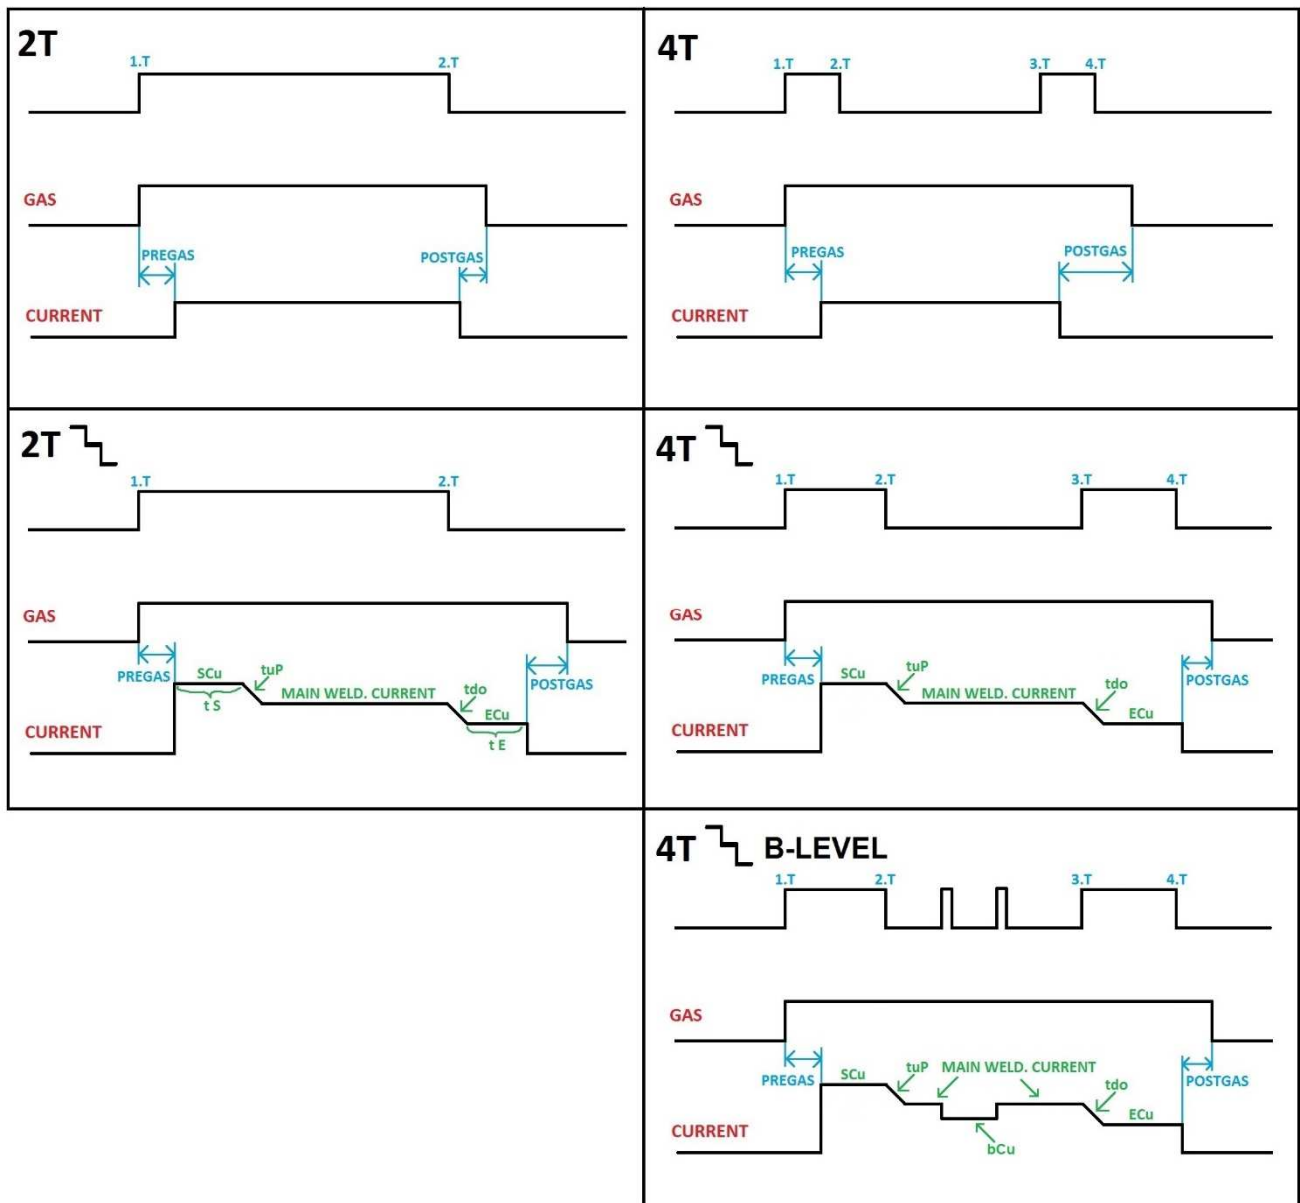 2T
1.T 2.T
GAS
PREGAS POSTGAS
CURRENT
4T
1.T 2.T 3.T 4.T
GAS
PREGAS POSTGAS
CURRENT
2T
1.T 2.T
GAS
PREGAS SCu tuP MAIN WELD. CURRENT tdo POSTGAS
t S ECu
CURRENT t E
4T
1.T 2.T 3.T 4.T
GAS
PREGAS SCu tuP MAIN WELD. CURRENT tdo POSTGAS
ECu
CURRENT
4T B-LEVEL
1.T 2.T 3.T 4.T
GAS
PREGAS SCu tuP MAIN WELD. CURRENT tdo POSTGAS
ECu
CURRENT bCu